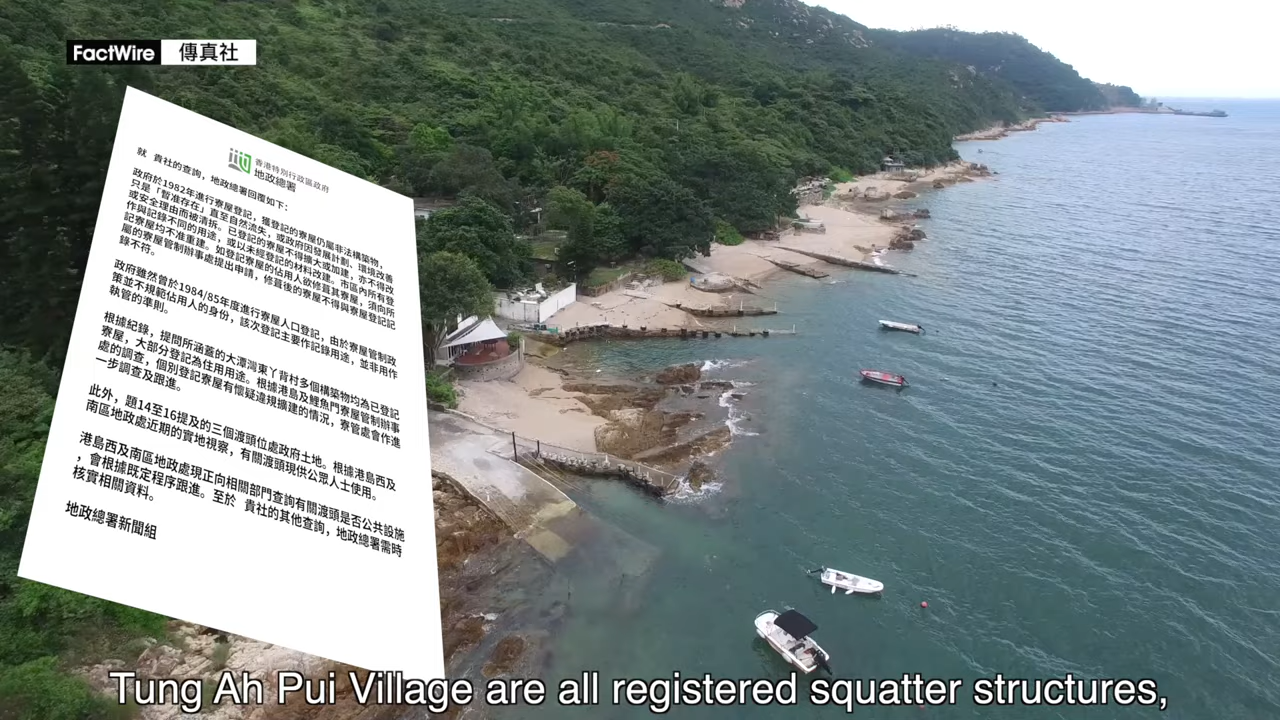 FactWire 傳真社
香港特別行政區政府
地政總署
就 貴社的查詢，地政總署回覆如下：
政府於1982年進行寮屋登記，獲登記的寮屋仍屬非法構築物，
只是「暫准存在」直至自然流失，或政府因發展計劃、環境改善
或安全理由而被清拆。已登記的寮屋不得擴大或加建，亦不得改
作與記錄不同的用途，或以未經登記的材料改建。市區內所有登
記寮屋均不准重建。如登記寮屋的佔用人欲修葺其寮屋，須向所
屬的寮屋管制辦事處提出申請，修葺後的寮屋不得與寮屋登記記
錄不符。
政府雖然曾於1984/85年度進行寮屋人口登記，由於寮屋管制政
策並不規範佔用人的身份，該次登記主要作記錄用途，並非用作
執管的準則。
根據紀錄，提問所涵蓋的大潭灣東丫背村多個構築物均為已登記
寮屋，大部分登記為住用用途。根據港島及鯉魚門寮屋管制辦事
處的調查，個別登記寮屋有懷疑違規擴建的情況，寮管處會作進
一步調查及跟進。
此外，題14至16提及的三個渡頭位處政府土地。根據港島西及
南區地政處近期的實地視察，有關渡頭現供公眾人士使用。
港島西及南區地政處現正向相關部門查詢有關渡頭是否公共設施
，會根據既定程序跟進。至於 貴社的其他查詢，地政總署需時
核實相關資料。
地政總署新聞組
Tung Ah Pui Village are all registered squatter structures,